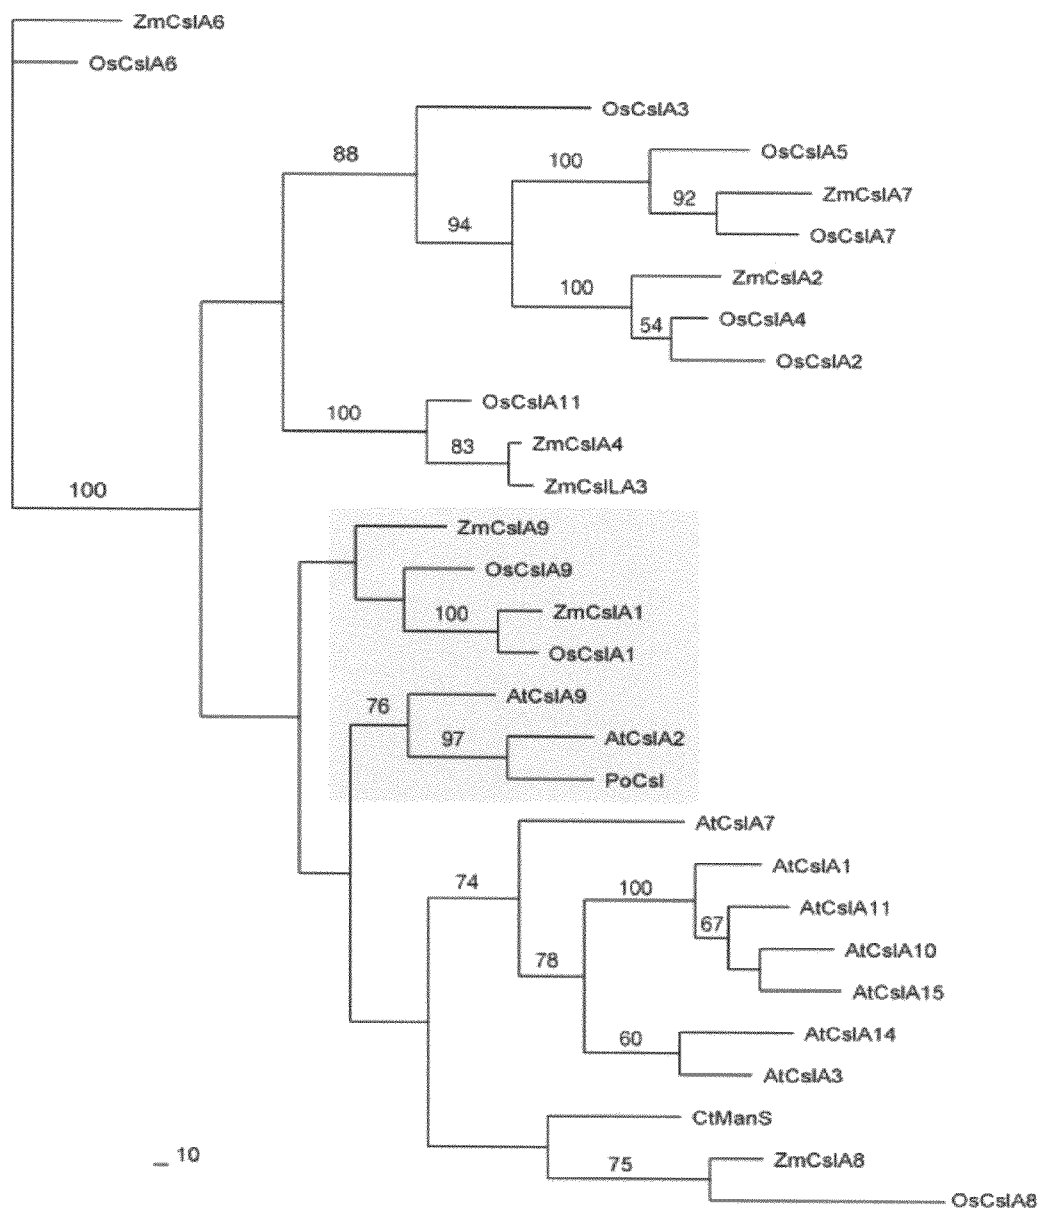 ZmCslA6
OsCslA6
OsCslA3
88
100
OsCslA5
92
ZmCslA7
94
OsCslA7
100
ZmCslA2
54
OsCslA4
OsCslA2
100
OsCslA11
83
ZmCslA4
100
ZmCslLA3
ZmCslA9
OsCslA9
100
ZmCslA1
OsCslA1
76
AtCslA9
97
AtCslA2
PoCsl
AtCslA7
74
100
AtCslA1
67
AtCslA11
78
AtCslA10
AtCslA15
60
AtCslA14
AtCslA3
CtManS
10
75
ZmCslA8
OsCslA8